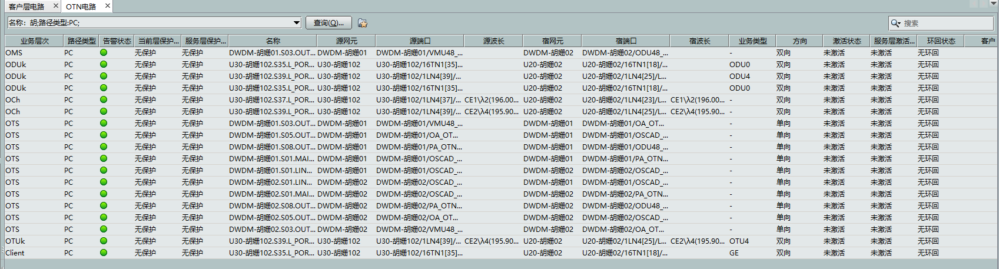 客户层电路 OTN电路
名称: 胡;路径类型:PC; 查询(Q)... 搜索
业务层次 路径类型 告警状态 当前层保护... 服务层保护... 名称 源网元 源端口 源波长 宿网元 宿端口 宿波长 业务类型 方向 激活状态 服务层激活... 环回状态 客户
OMS PC 无保护 无保护 DWDM-胡姗01.S03.OUT... DWDM-胡姗01 DWDM-胡姗01/VMU48_... DWDM-胡姗02 DWDM-胡姗02/ODU48_... - 双向 未激活 未激活 无环回
ODUk PC 无保护 无保护 U30-胡姗102.S35.L_POR... U30-胡姗102 U30-胡姗102/16TN1[35]... U20-胡姗02 U20-胡姗02/16TN1[18]/... ODU0 双向 未激活 未激活 无环回
ODUk PC 无保护 无保护 U30-胡姗102.S39.L_POR... U30-胡姗102 U30-胡姗102/1LN4[39]/... U20-胡姗02 U20-胡姗02/1LN4[25]/L... ODU4 双向 未激活 未激活 无环回
ODUk PC 无保护 无保护 U30-胡姗102.S35.L_POR... U30-胡姗102 U30-胡姗102/16TN1[35]... U20-胡姗02 U20-胡姗02/16TN1[18]/... ODU0 双向 未激活 未激活 无环回
OCh PC 无保护 无保护 U30-胡姗102.S37.L_POR... U30-胡姗102 U30-胡姗102/1LN4[37]/... CE1\λ2(196.00... U20-胡姗02 U20-胡姗02/1LN4[23]/L... CE1\λ2(196.00... - 双向 未激活 未激活 无环回
OCh PC 无保护 无保护 U30-胡姗102.S39.L_POR... U30-胡姗102 U30-胡姗102/1LN4[39]/... CE2\λ4(195.90... U20-胡姗02 U20-胡姗02/1LN4[25]/L... CE2\λ4(195.90... - 双向 未激活 未激活 无环回
OTS PC 无保护 无保护 DWDM-胡姗01.S03.OUT... DWDM-胡姗01 DWDM-胡姗01/VMU48_... DWDM-胡姗01 DWDM-胡姗01/OA_OT... - 单向 未激活 未激活 无环回
OTS PC 无保护 无保护 DWDM-胡姗01.S05.OUT... DWDM-胡姗01 DWDM-胡姗01/OA_OT... DWDM-胡姗01 DWDM-胡姗01/OSCAD_... - 单向 未激活 未激活 无环回
OTS PC 无保护 无保护 DWDM-胡姗01.S08.OUT... DWDM-胡姗01 DWDM-胡姗01/PA_OTN... DWDM-胡姗01 DWDM-胡姗01/ODU48_... - 单向 未激活 未激活 无环回
OTS PC 无保护 无保护 DWDM-胡姗01.S01.MAI... DWDM-胡姗01 DWDM-胡姗01/OSCAD_... DWDM-胡姗01 DWDM-胡姗01/PA_OTN... - 单向 未激活 未激活 无环回
OTS PC 无保护 无保护 DWDM-胡姗01.S01.LIN... DWDM-胡姗01 DWDM-胡姗01/OSCAD_... DWDM-胡姗02 DWDM-胡姗02/OSCAD_... - 单向 未激活 未激活 无环回
OTS PC 无保护 无保护 DWDM-胡姗02.S01.LIN... DWDM-胡姗02 DWDM-胡姗02/OSCAD_... DWDM-胡姗01 DWDM-胡姗01/OSCAD_... - 单向 未激活 未激活 无环回
OTS PC 无保护 无保护 DWDM-胡姗02.S01.MAI... DWDM-胡姗02 DWDM-胡姗02/OSCAD_... DWDM-胡姗02 DWDM-胡姗02/PA_OTN... - 单向 未激活 未激活 无环回
OTS PC 无保护 无保护 DWDM-胡姗02.S08.OUT... DWDM-胡姗02 DWDM-胡姗02/PA_OTN... DWDM-胡姗02 DWDM-胡姗02/ODU48_... - 单向 未激活 未激活 无环回
OTS PC 无保护 无保护 DWDM-胡姗02.S05.OUT... DWDM-胡姗02 DWDM-胡姗02/OA_OT... DWDM-胡姗02 DWDM-胡姗02/OSCAD_... - 单向 未激活 未激活 无环回
OTS PC 无保护 无保护 DWDM-胡姗02.S03.OUT... DWDM-胡姗02 DWDM-胡姗02/VMU48_... DWDM-胡姗02 DWDM-胡姗02/OA_OT... - 单向 未激活 未激活 无环回
OTUk PC 无保护 无保护 U30-胡姗102.S39.L_POR... U30-胡姗102 U30-胡姗102/1LN4[39]/... CE2\λ4(195.90... U20-胡姗02 U20-胡姗02/1LN4[25]/L... CE2\λ4(195.90... OTU4 双向 未激活 未激活 无环回
Client PC 无保护 无保护 U30-胡姗102.S35.L_POR... U30-胡姗102 U30-胡姗102/16TN1[35]... U20-胡姗02 U20-胡姗02/16TN1[18]/... GE 双向 未激活 未激活 无环回